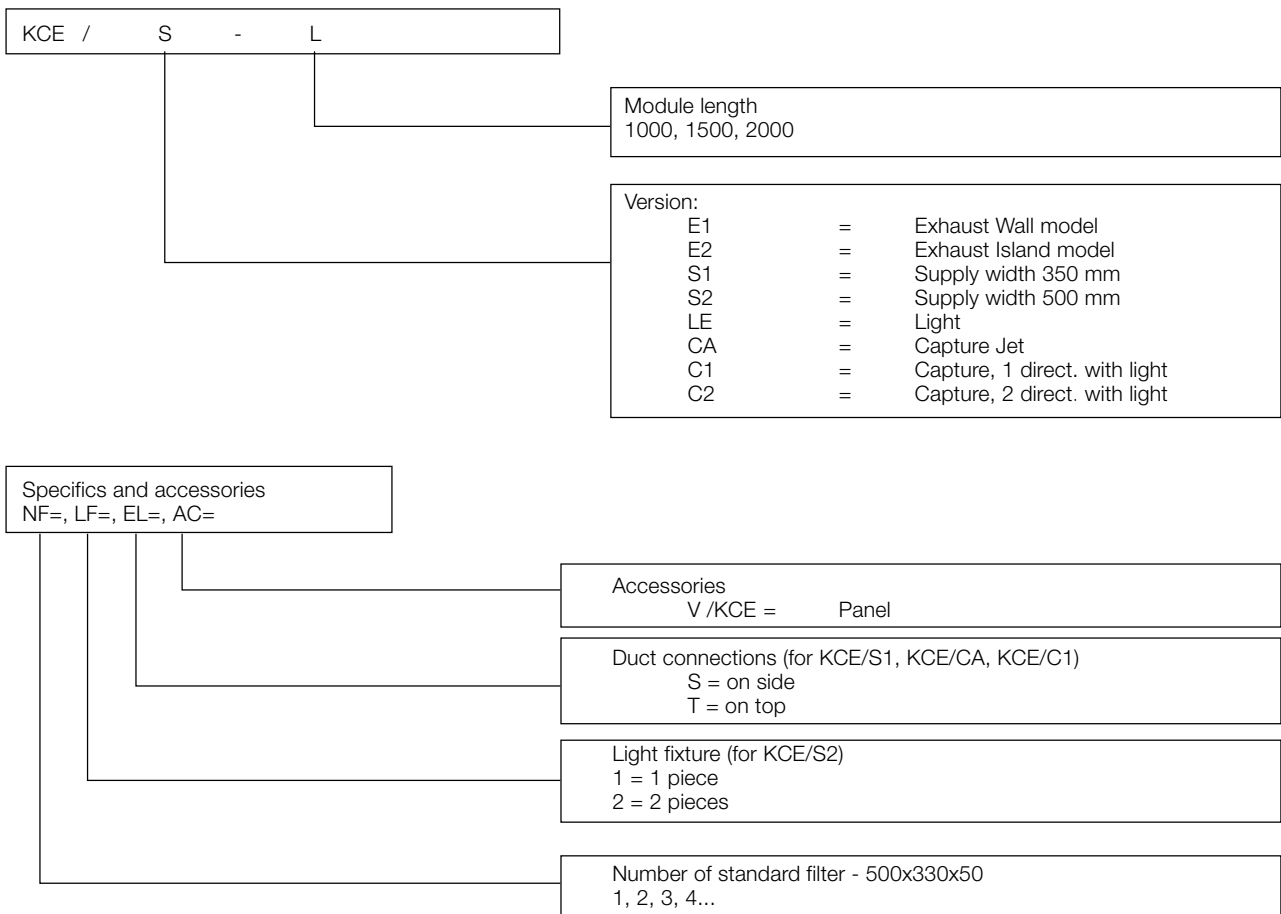 KCE / S - L
Module length
1000, 1500, 2000
Version:
E1 = Exhaust Wall model
E2 = Exhaust Island model
S1 = Supply width 350 mm
S2 = Supply width 500 mm
LE = Light
CA = Capture Jet
C1 = Capture, 1 direct. with light
C2 = Capture, 2 direct. with light
Specifics and accessories
NF=, LF=, EL=, AC=
Accessories
V /KCE = Panel
Duct connections (for KCE/S1, KCE/CA, KCE/C1)
S = on side
T = on top
Light fixture (for KCE/S2)
1 = 1 piece
2 = 2 pieces
Number of standard filter - 500x330x50
1, 2, 3, 4...